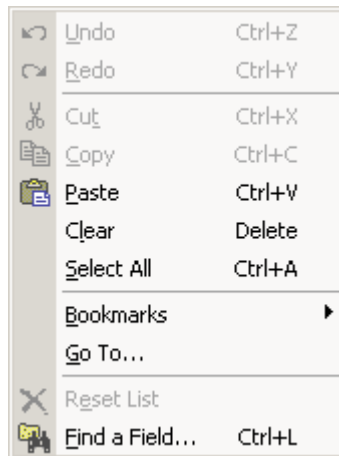 Undo Ctrl+Z
Redo Ctrl+Y
Cut Ctrl+X
Copy Ctrl+C
Paste Ctrl+V
Clear Delete
Select All Ctrl+A
Bookmarks
Go To...
Reset List
Find a Field... Ctrl+L